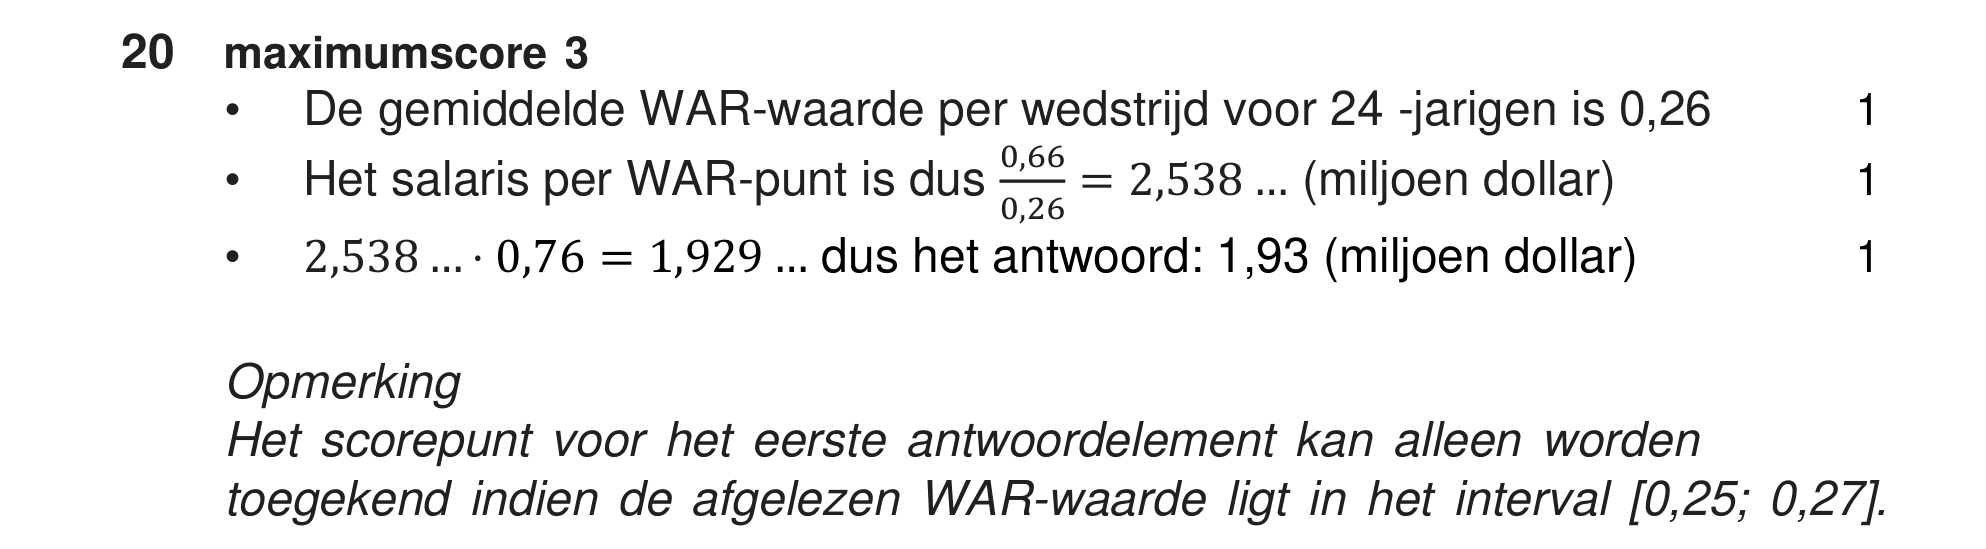 20 maximumscore 3
• De gemiddelde WAR-waarde per wedstrijd voor 24 -jarigen is 0,26 1
• Het salaris per WAR-punt is dus 0,66/0,26 = 2,538 ... (miljoen dollar) 1
• 2,538 ... · 0,76 = 1,929 ... dus het antwoord: 1,93 (miljoen dollar) 1
Opmerking
Het scorepunt voor het eerste antwoordelement kan alleen worden
toegekend indien de afgelezen WAR-waarde ligt in het interval [0,25; 0,27].